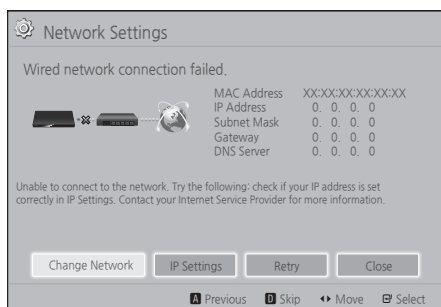 Network Settings
Wired network connection failed.
MAC Address XX:XX:XX:XX:XX:XX
IP Address 0. 0. 0. 0
Subnet Mask 0. 0. 0. 0
Gateway 0. 0. 0. 0
DNS Server 0. 0. 0. 0
Unable to connect to the network. Try the following: check if your IP address is set
correctly in IP Settings. Contact your Internet Service Provider for more information.
Change Network IP Settings Retry Close
A Previous D Skip Move Select